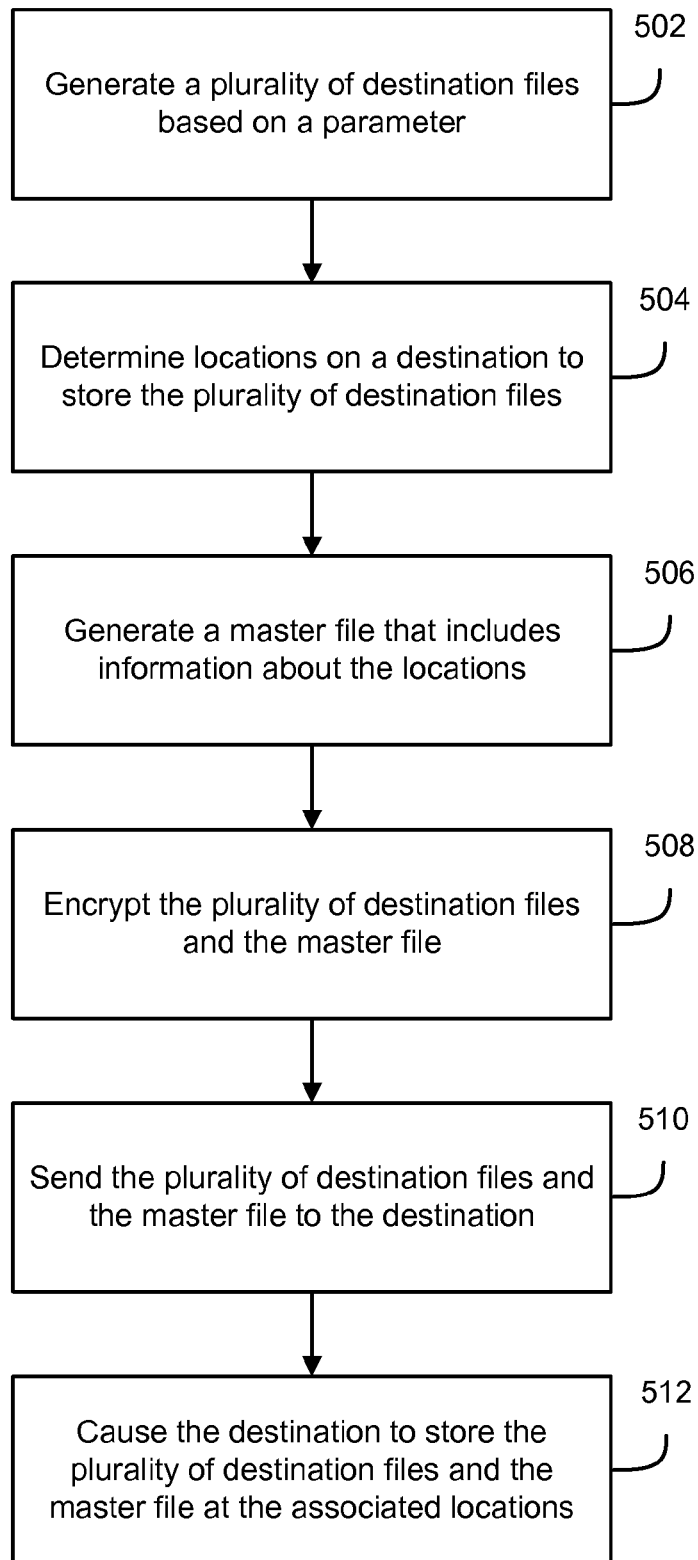 502
Generate a plurality of destination files
based on a parameter
504
Determine locations on a destination to
store the plurality of destination files
506
Generate a master file that includes
information about the locations
508
Encrypt the plurality of destination files
and the master file
510
Send the plurality of destination files and
the master file to the destination
512
Cause the destination to store the
plurality of destination files and the
master file at the associated locations